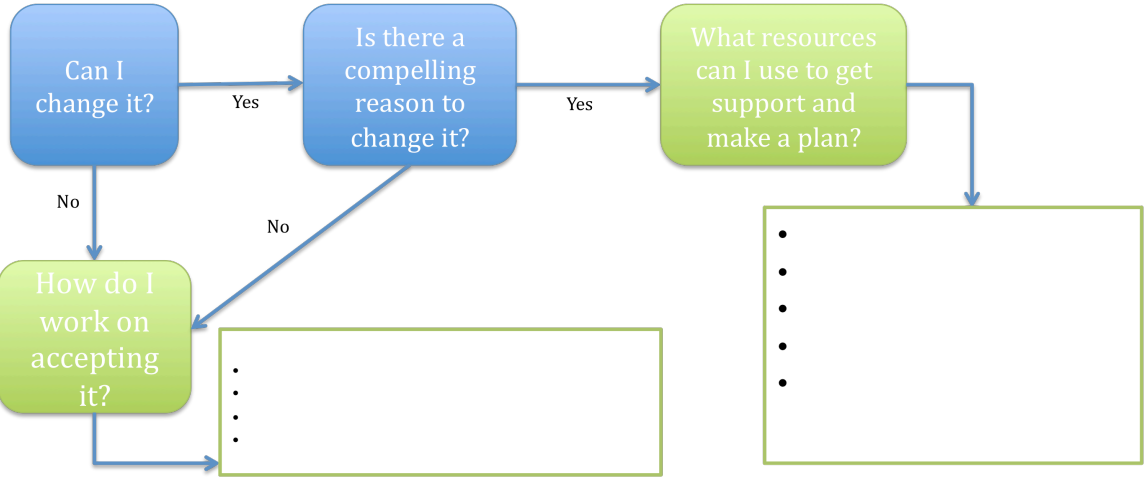 Can I
change it?
Yes
Is there a
compelling
reason to
change it?
Yes
What resources
can I use to get
support and
make a plan?
No
No
How do I
work on
accepting
it?
•
•
•
•
•
•
•
•
•